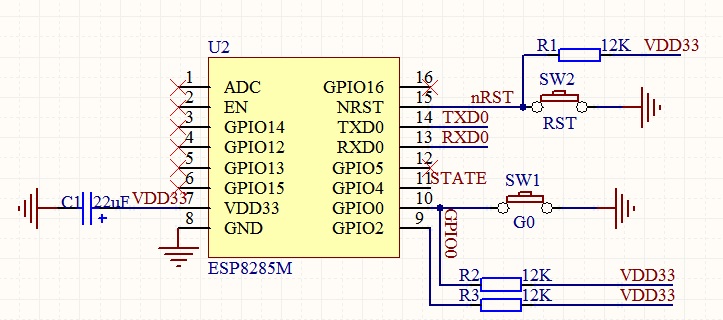 U2
R1 12K VDD33
SW2
1 ADC GPIO16 16
2 EN NRST 15 nRST
RST
3 GPIO14 TXD0 14 TXD0
4 GPIO12 RXD0 13 RXD0
5 GPIO13 GPIO5 12
6 GPIO15 GPIO4 11 STATE
SW1
C1 22uF VDD33 7 VDD33 GPIO0 10
+
G0
8 GND GPIO2 9
GPIO0
ESP8285M
R2 12K VDD33
R3 12K VDD33